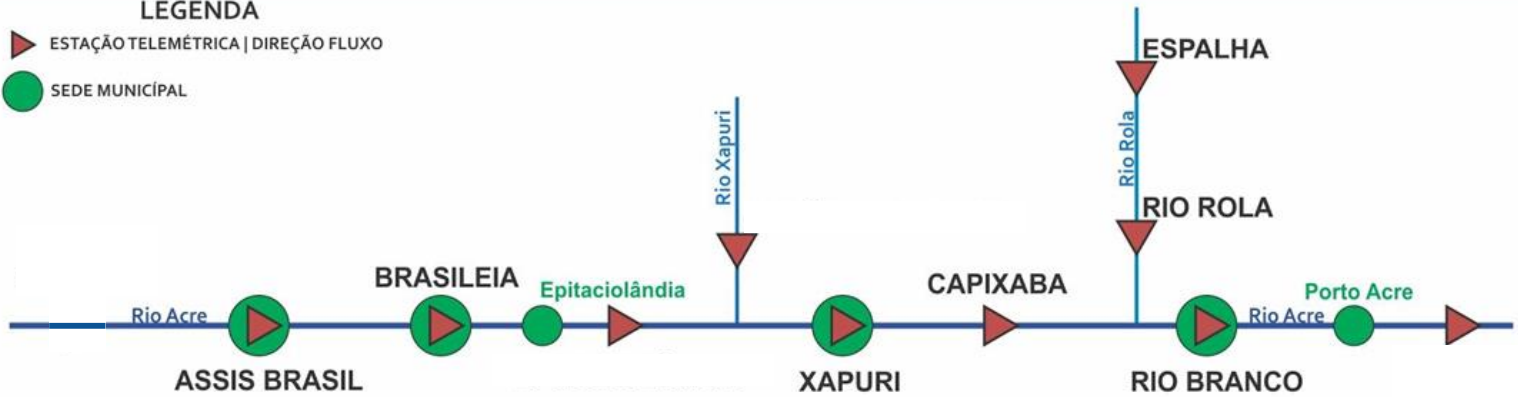 LEGENDA
ESTAÇÃO TELEMÉTRICA | DIREÇÃO FLUXO
SEDE MUNICÍPAL
ESPALHA
Rio Xapuri
Rio Rola
RIO ROLA
BRASILEIA
Epitaciolândia
CAPIXABA
Porto Acre
Rio Acre
Rio Acre
ASSIS BRASIL
XAPURI
RIO BRANCO